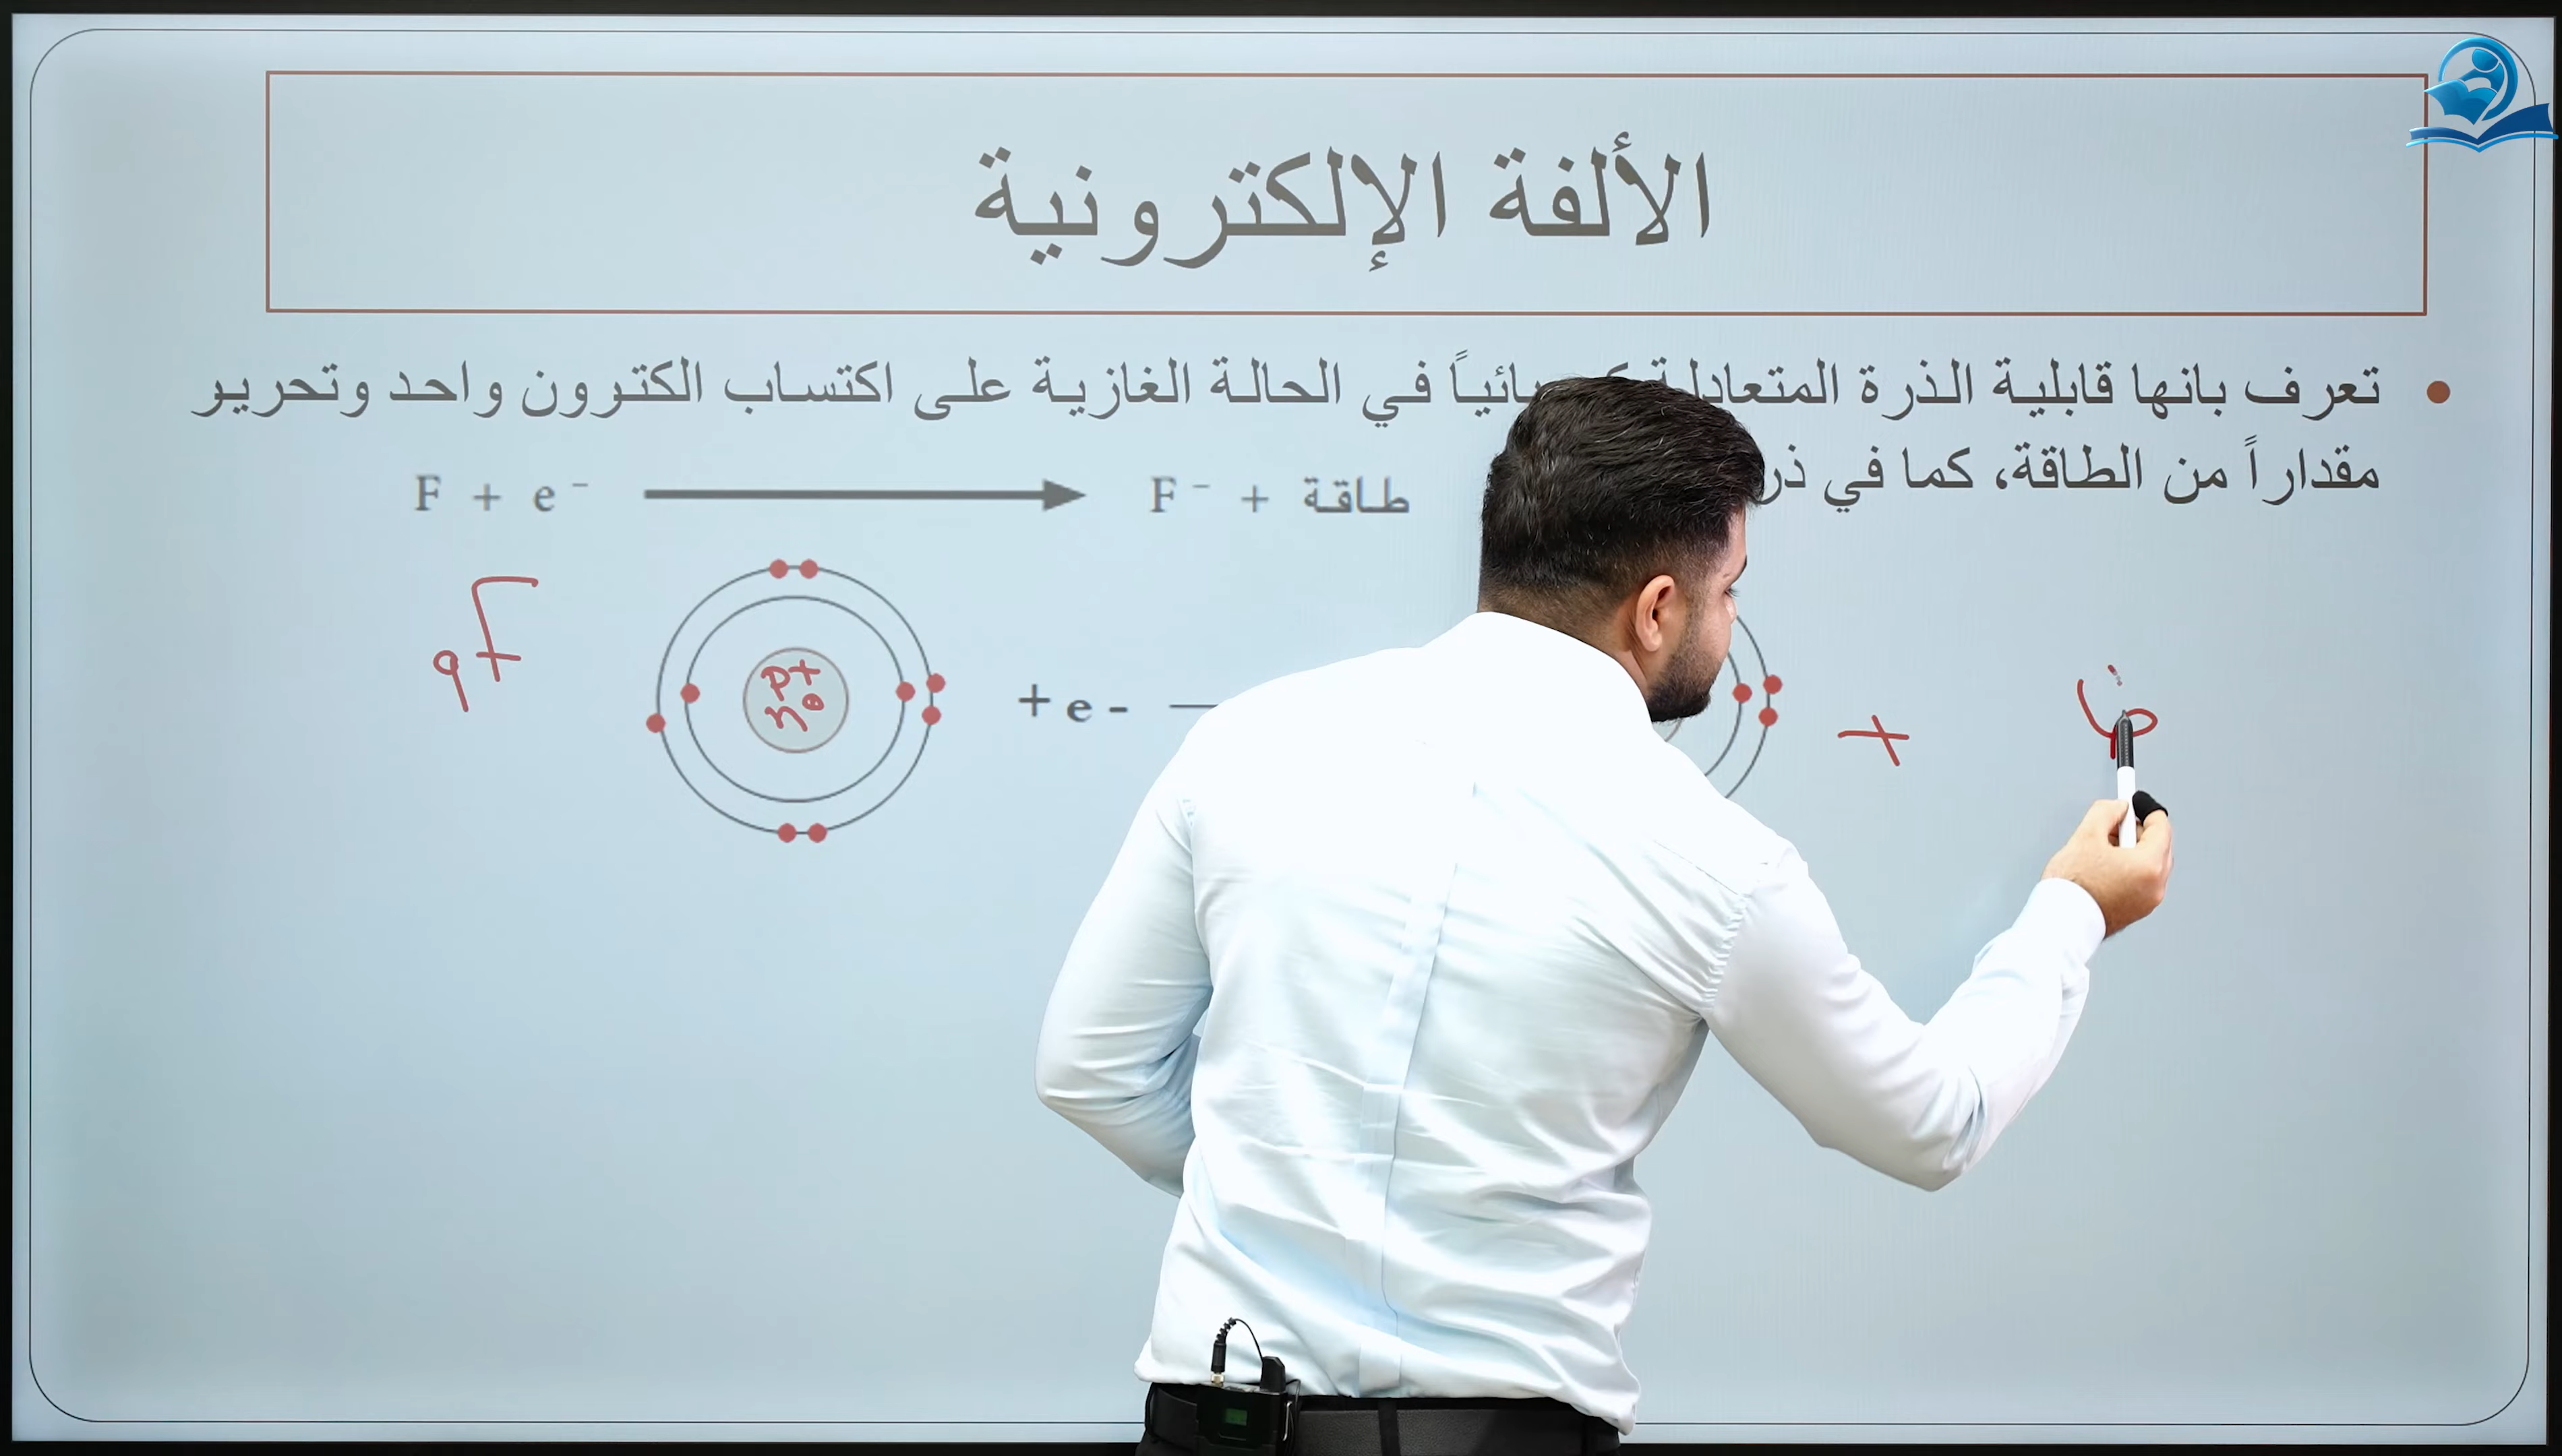 الألفة الإلكترونية
• تعرف بانها قابلية الذرة المتعادلة في الحالة الغازية على اكتساب الكترون واحد وتحرير
مقداراً من الطاقة، كما في
F + e⁻ → F⁻ + طاقة
₉F
P+
n0
+ e -
+